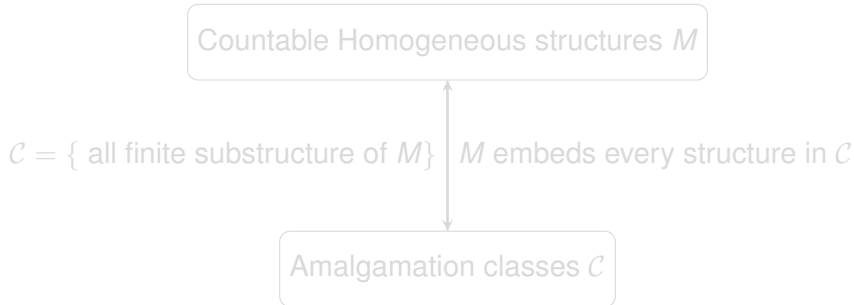 Countable Homogeneous structures M
𝒞 = { all finite substructure of M}
M embeds every structure in 𝒞
Amalgamation classes 𝒞